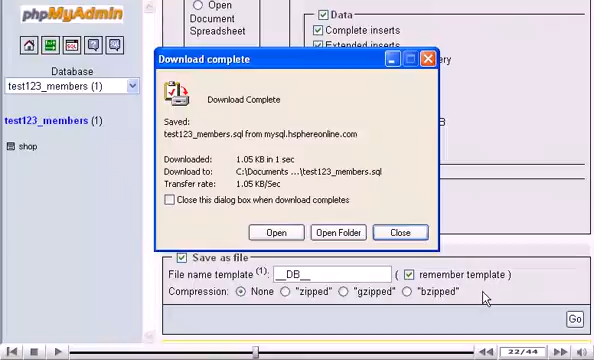 phpMyAdmin
SQL
Database
test123_members (1)
test123_members (1)
shop
Open
Document
Spreadsheet
Data
Complete inserts
Extended inserts
Download complete
Download Complete
Saved:
test123_members.sql from mysql.hsphereonline.com
Downloaded: 1.05 KB in 1 sec
Download to: C:\Documents ...\test123_members.sql
Transfer rate: 1.05 KB/Sec
Close this dialog box when download completes
Open Open Folder Close
Save as file
File name template (1): __DB__ ( remember template )
Compression: None "zipped" "gzipped" "bzipped"
Go
22/44